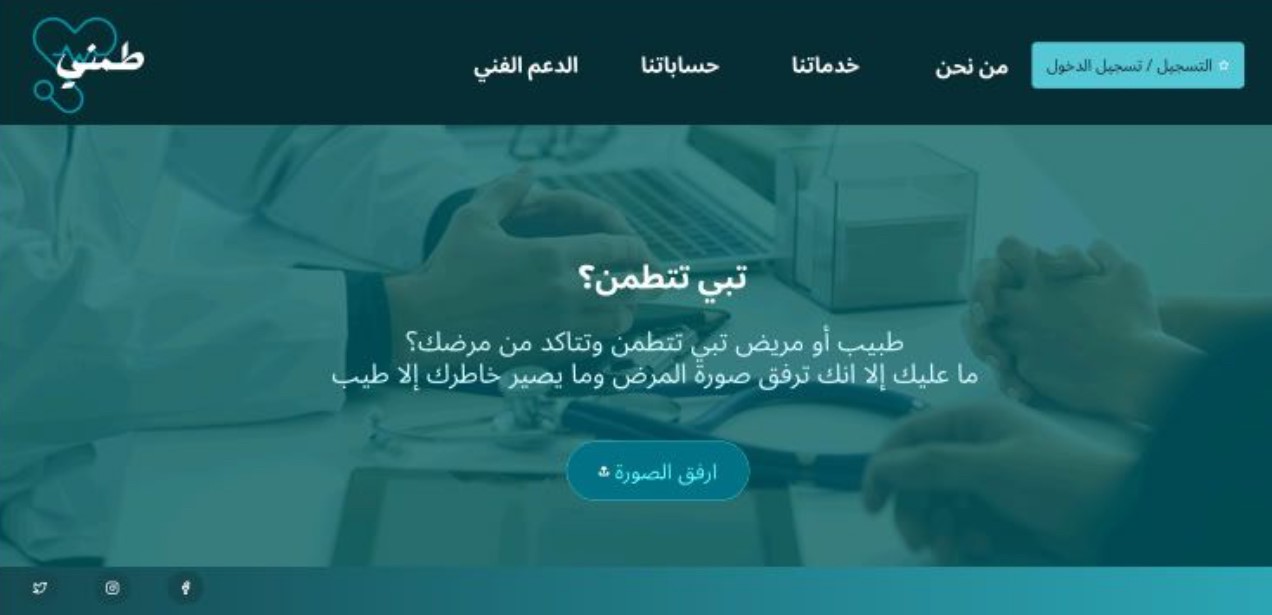 التسجيل / تسجيل الدخول
من نحن
خدماتنا
حساباتنا
الدعم الفني
طمني
تبي تتطمن؟
طبيب أو مريض تبي تتطمن وتتاكد من مرضك؟
ما عليك إلا انك ترفق صورة المرض وما يصير خاطرك إلا طيب
ارفق الصورة